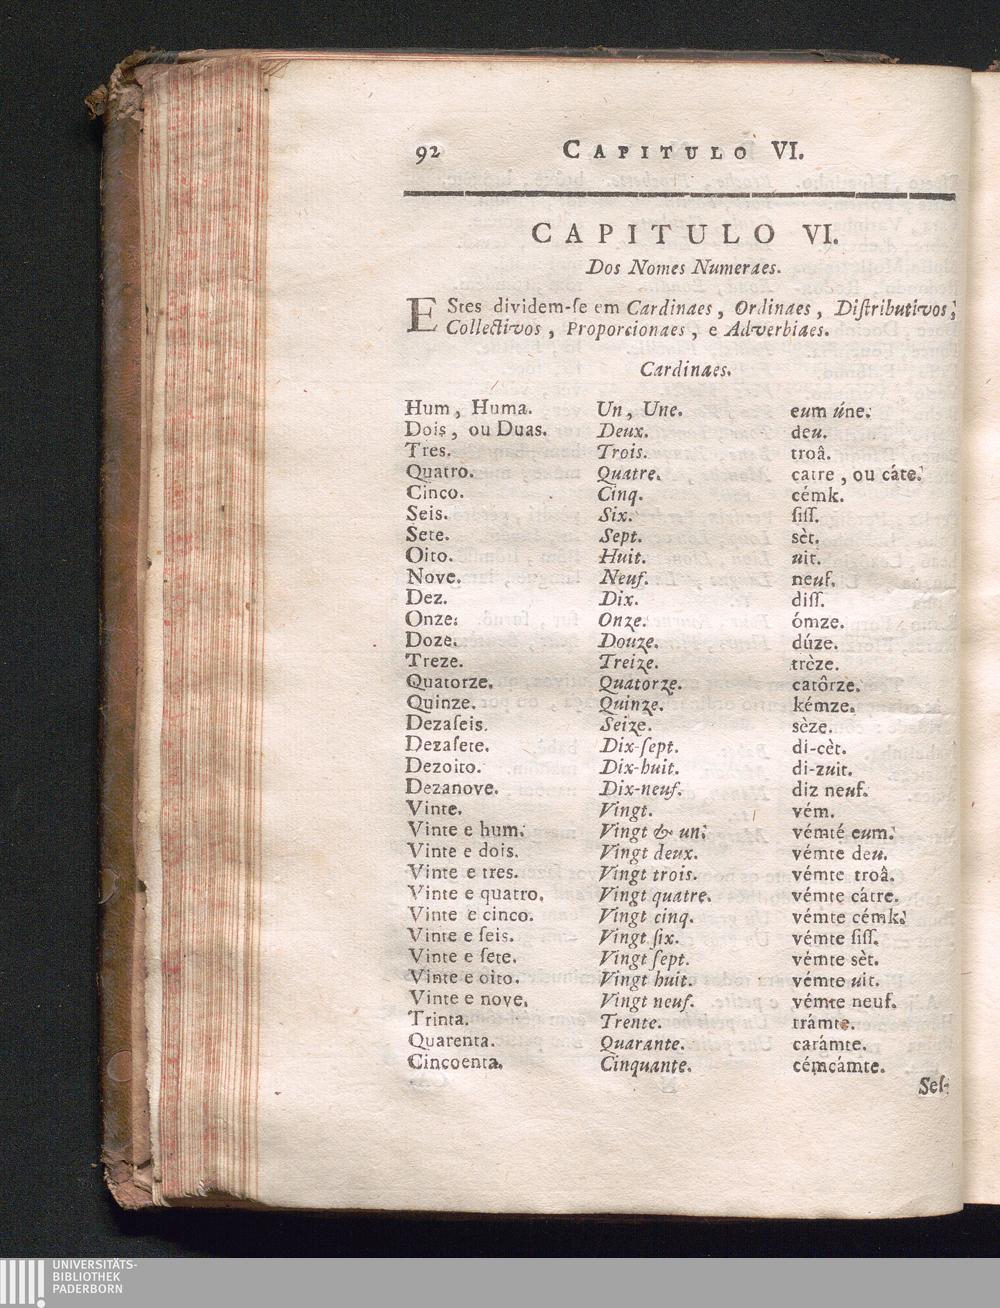 92 CAPITULO VI.
CAPITULO VI.
Dos Nomes Numeraes.
EStes dividem-ſe em Cardinaes, Ordinaes, Diſtributivos;
Collectivos, Proporcionaes, e Adverbiaes.
Cardinaes.
Hum, Huma. Un, Une. eum úne.
Dois, ou Duas. Deux. deu.
Tres. Trois. troâ.
Quatro. Quatre. catre, ou cáte.
Cinco. Cinq. cémk.
Seis. Six. ſiſſ.
Sete. Sept. sèt.
Oito. Huit. uit.
Nove. Neuf. neuf.
Dez. Dix. diſſ.
Onze. Onze. ómze.
Doze. Douze. dúze.
Treze. Treize. trèze.
Quatorze. Quatorze. catôrze.
Quinze. Quinze. kémze.
Dezaſeis. Seize. sèze.
Dezaſete. Dix-ſept. di-cèt.
Dezoito. Dix-huit. di-zuit.
Dezanove. Dix-neuf. diz neuf.
Vinte. Vingt. vém.
Vinte e hum. Vingt & un. vémté eum.
Vinte e dois. Vingt deux. vémte deu.
Vinte e tres. Vingt trois. vémte troâ.
Vinte e quatro. Vingt quatre. vémte cátre.
Vinte e cinco. Vingt cinq. vémte cémk.
Vinte e ſeis. Vingt ſix. vémte ſiſſ.
Vinte e ſete. Vingt ſept. vémte sèt.
Vinte e oito. Vingt huit. vémte uit.
Vinte e nove. Vingt neuf. vémte neuf.
Trinta. Trente. trámte.
Quarenta. Quarante. carámte.
Cincoenta. Cinquante. cémcámte.
Seſ-
UNIVERSITÄTS-
BIBLIOTHEK
PADERBORN